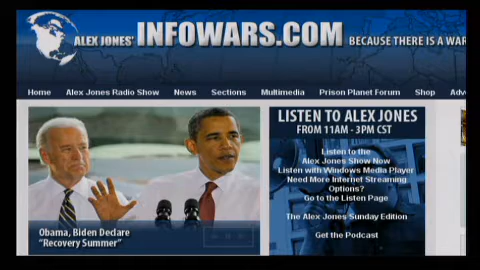 ALEX JONES' INFOWARS.COM BECAUSE THERE IS A WAR
Home Alex Jones Radio Show News Sections Multimedia Prison Planet Forum Shop Adv
LISTEN TO ALEX JONES
FROM 11AM - 3PM CST
Listen to the
Alex Jones Show Now
Listen with Windows Media Player
Need More Internet Streaming
Options?
Go to the Listen Page
The Alex Jones Sunday Edition
Get the Podcast
Obama, Biden Declare
"Recovery Summer"